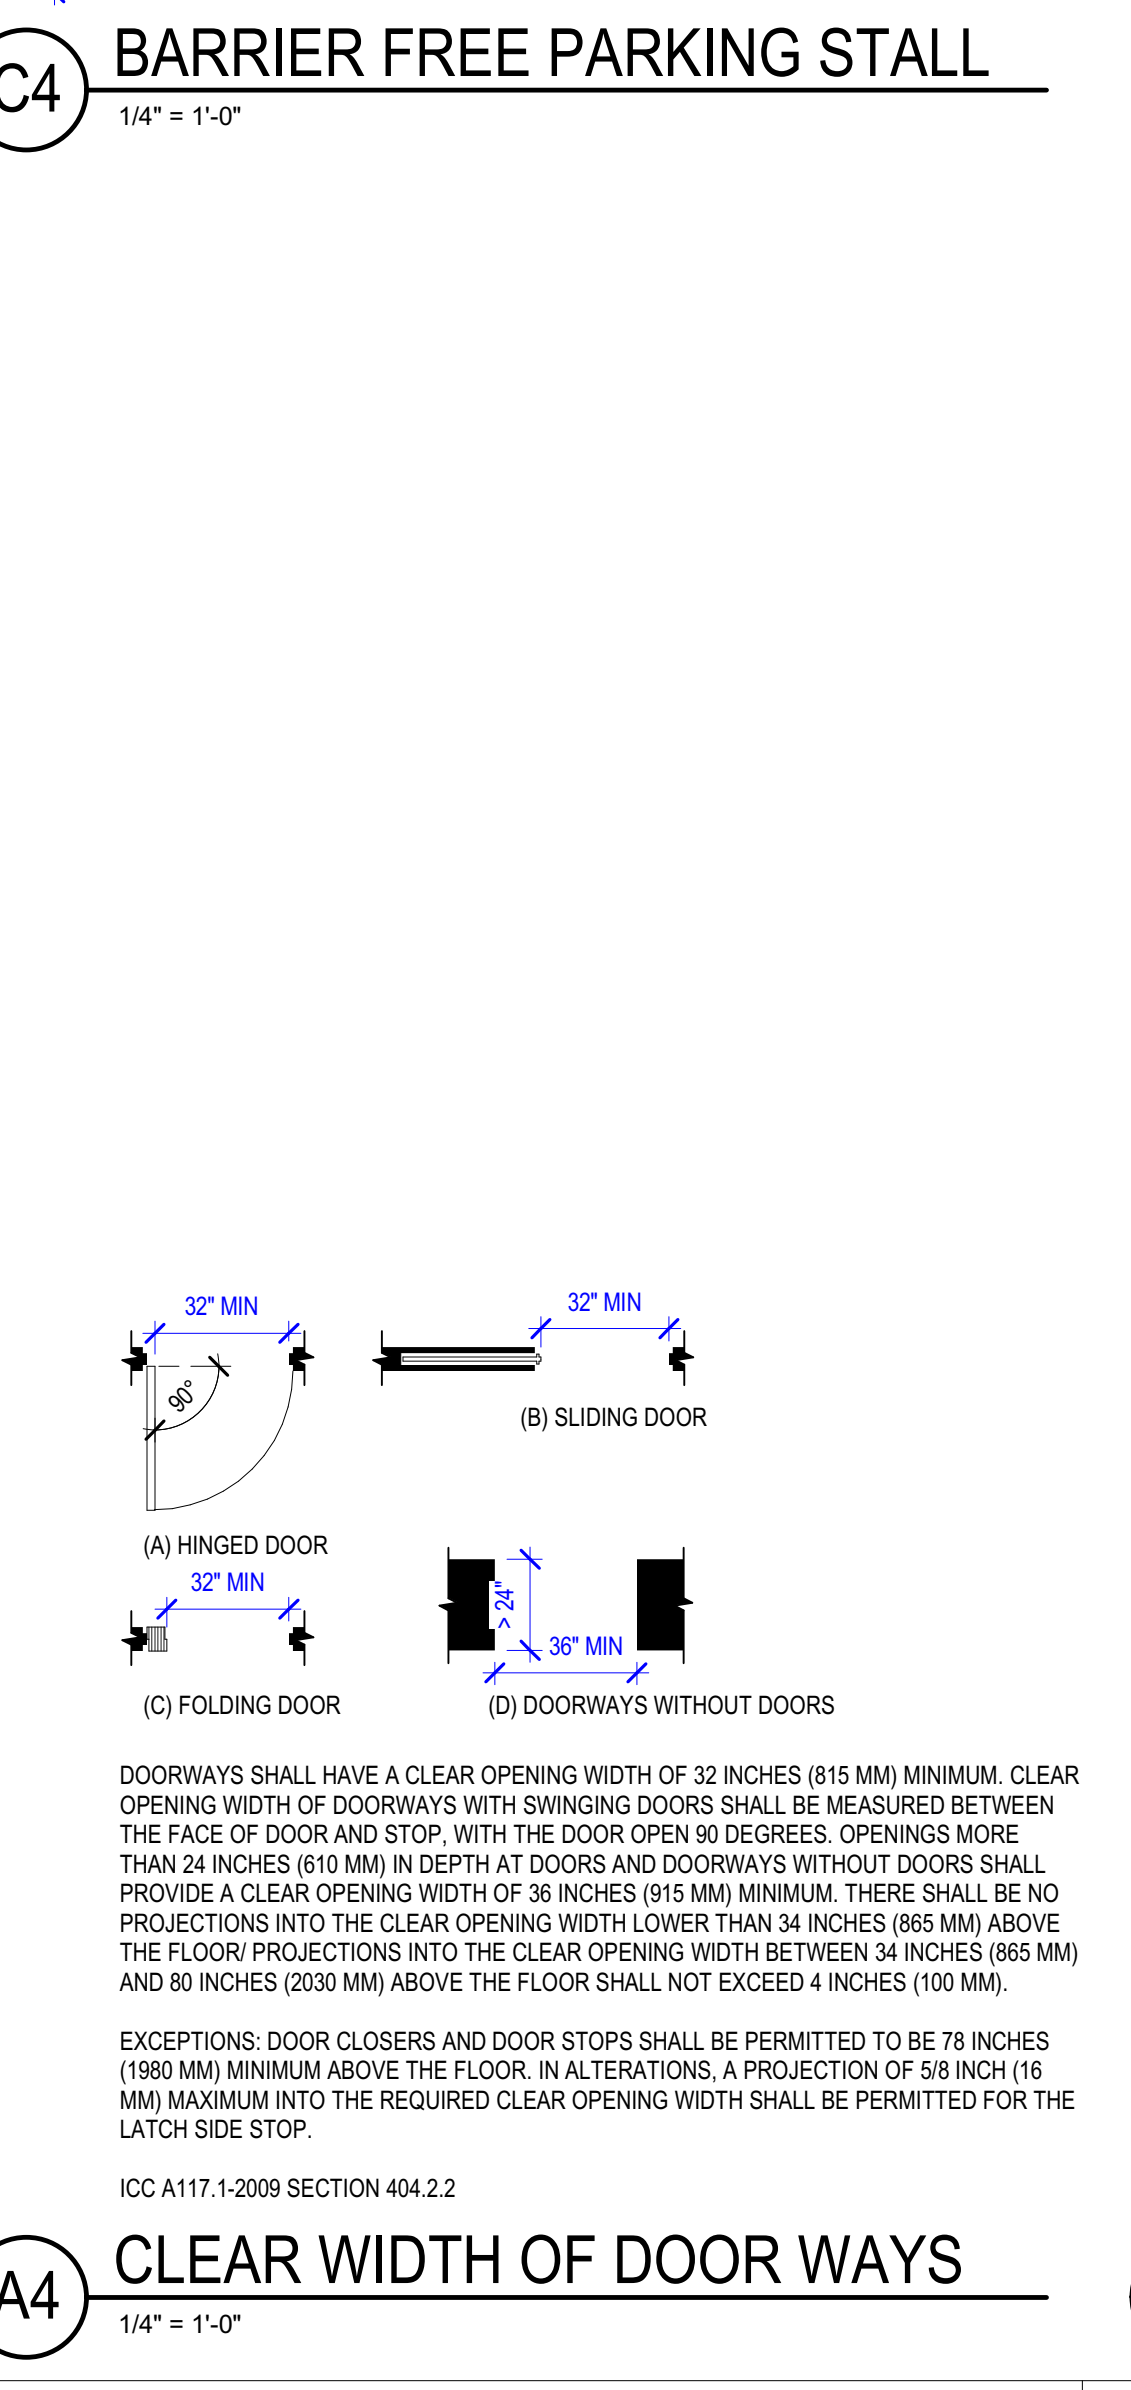 C4
BARRIER FREE PARKING STALL
1/4" = 1'-0"
32" MIN
32" MIN
90°
(B) SLIDING DOOR
(A) HINGED DOOR
32" MIN
> 24"
36" MIN
(C) FOLDING DOOR
(D) DOORWAYS WITHOUT DOORS
DOORWAYS SHALL HAVE A CLEAR OPENING WIDTH OF 32 INCHES (815 MM) MINIMUM. CLEAR
OPENING WIDTH OF DOORWAYS WITH SWINGING DOORS SHALL BE MEASURED BETWEEN
THE FACE OF DOOR AND STOP, WITH THE DOOR OPEN 90 DEGREES. OPENINGS MORE
THAN 24 INCHES (610 MM) IN DEPTH AT DOORS AND DOORWAYS WITHOUT DOORS SHALL
PROVIDE A CLEAR OPENING WIDTH OF 36 INCHES (915 MM) MINIMUM. THERE SHALL BE NO
PROJECTIONS INTO THE CLEAR OPENING WIDTH LOWER THAN 34 INCHES (865 MM) ABOVE
THE FLOOR/ PROJECTIONS INTO THE CLEAR OPENING WIDTH BETWEEN 34 INCHES (865 MM)
AND 80 INCHES (2030 MM) ABOVE THE FLOOR SHALL NOT EXCEED 4 INCHES (100 MM).
EXCEPTIONS: DOOR CLOSERS AND DOOR STOPS SHALL BE PERMITTED TO BE 78 INCHES
(1980 MM) MINIMUM ABOVE THE FLOOR. IN ALTERATIONS, A PROJECTION OF 5/8 INCH (16
MM) MAXIMUM INTO THE REQUIRED CLEAR OPENING WIDTH SHALL BE PERMITTED FOR THE
LATCH SIDE STOP.
ICC A117.1-2009 SECTION 404.2.2
A4
CLEAR WIDTH OF DOOR WAYS
1/4" = 1'-0"